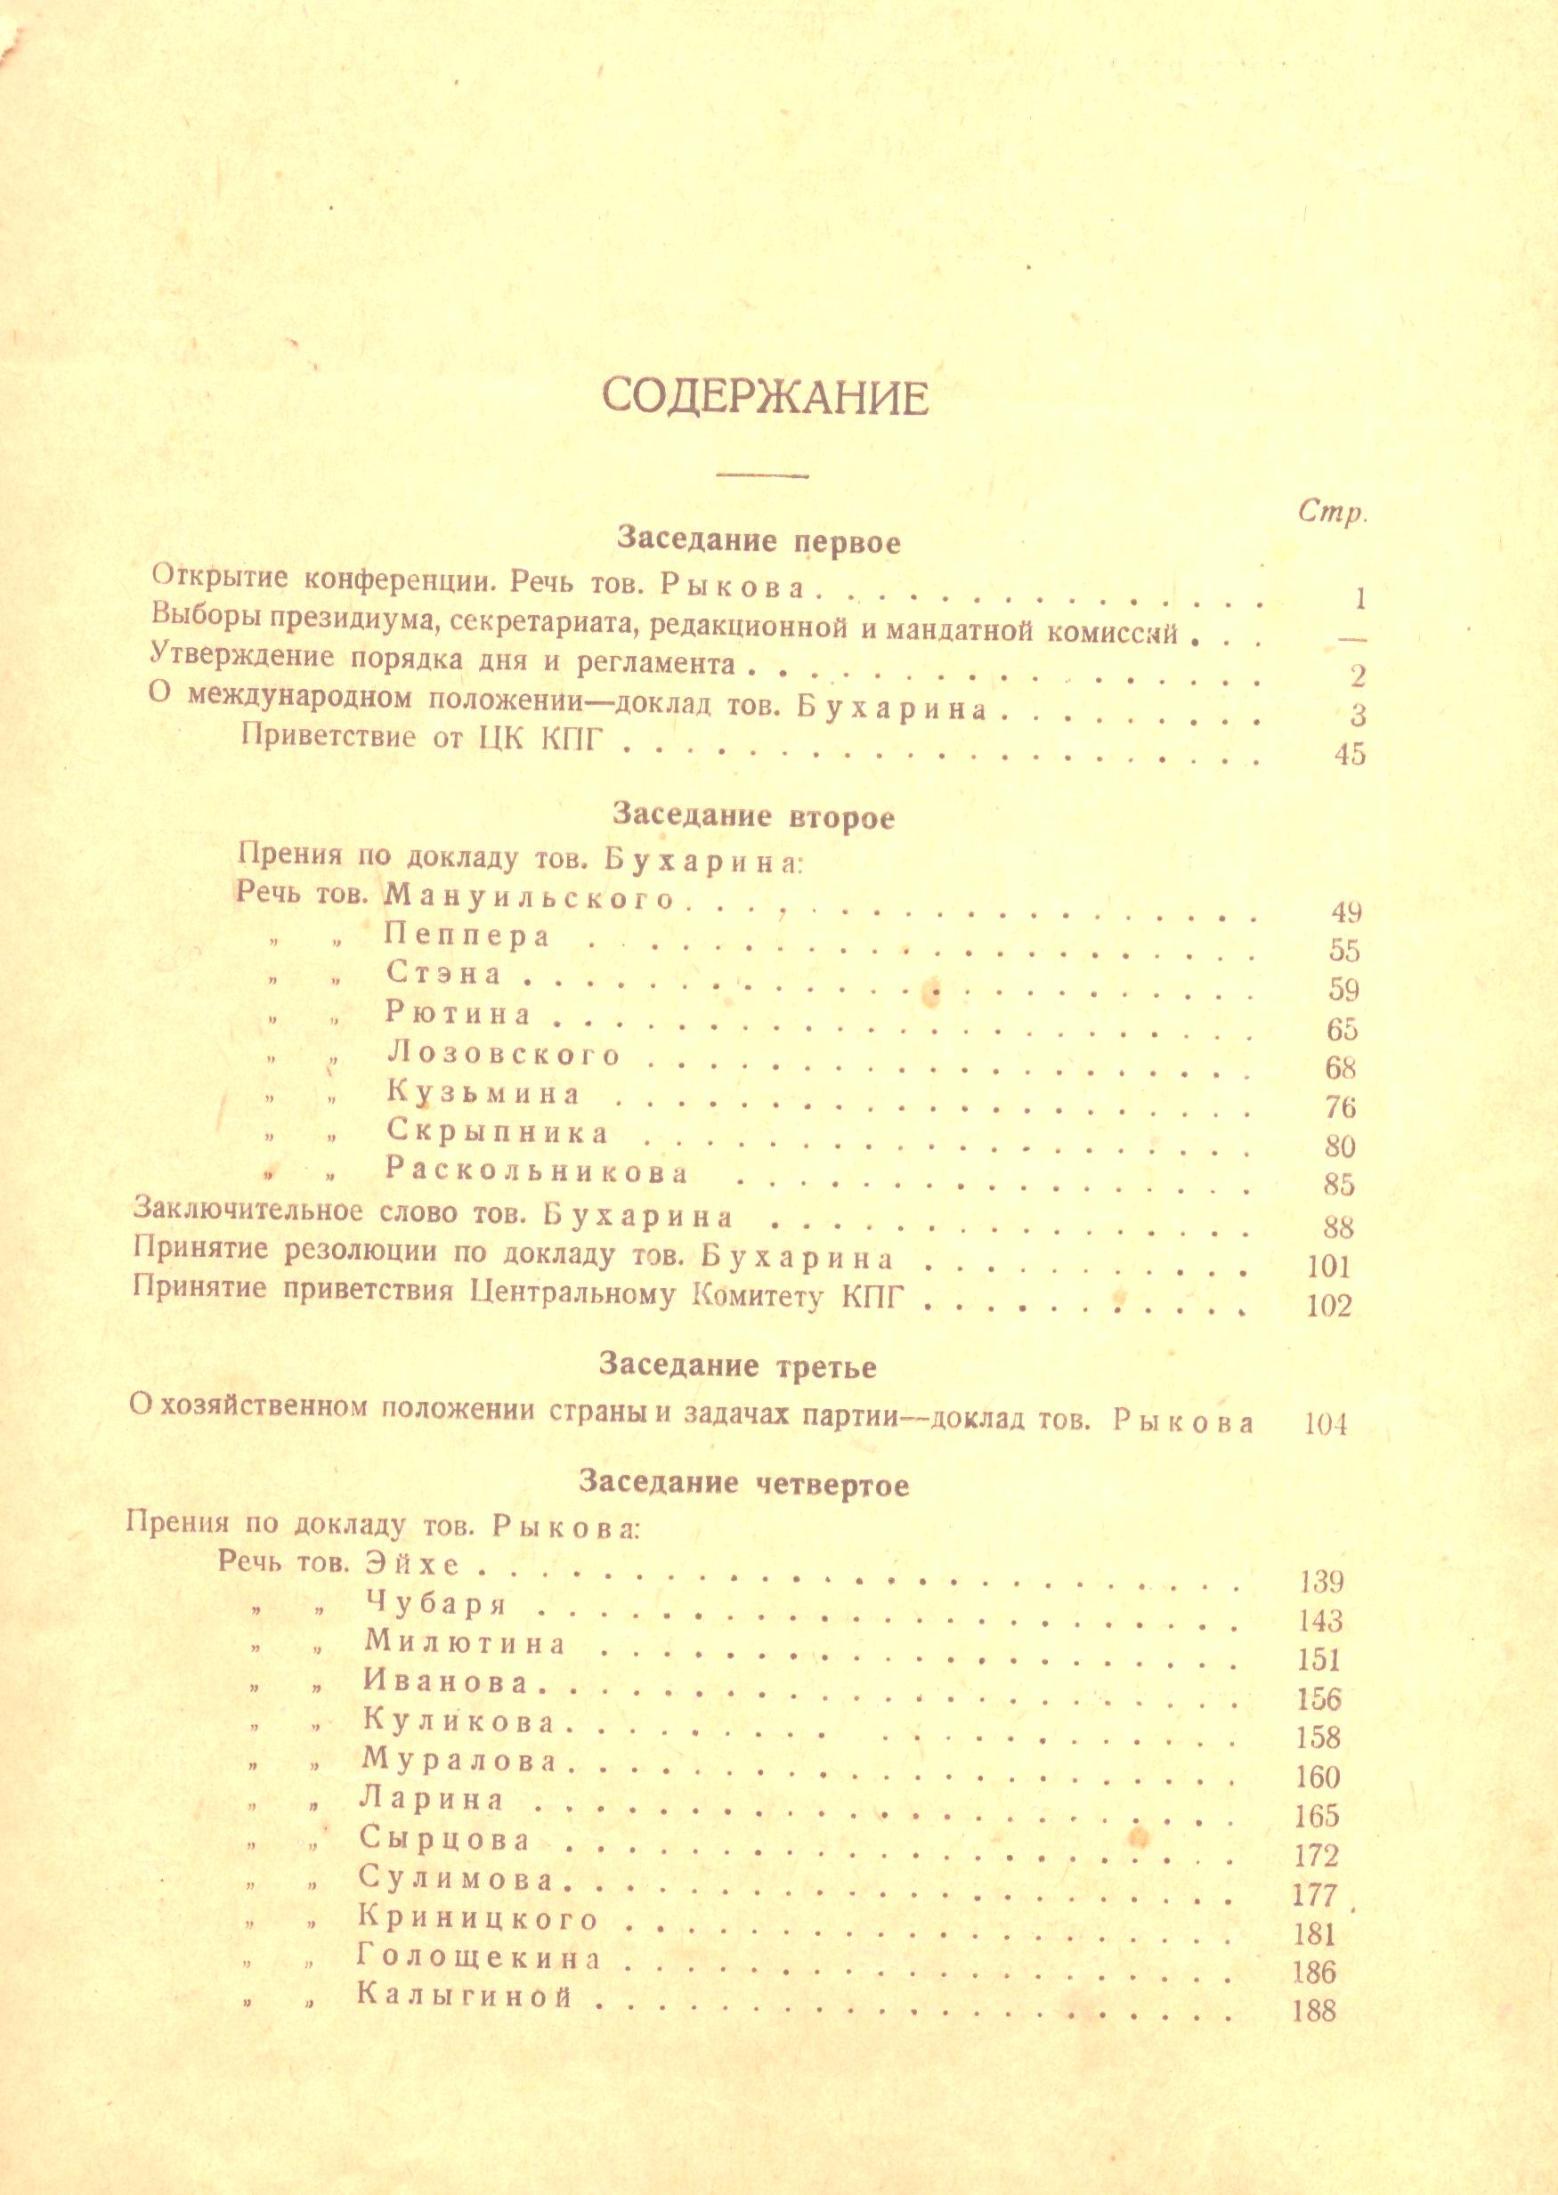 СОДЕРЖАНИЕ
Стр.
Заседание первое
Открытие конференции. Речь тов. Рыкова . . . . . . . . . . . . . . . 1
Выборы президиума, секретариата, редакционной и мандатной комиссий . . . —
Утверждение порядка дня и регламента . . . . . . . . . . . . . . . . . 2
О международном положении—доклад тов. Бухарина . . . . . . . . . 3
Приветствие от ЦК КПГ . . . . . . . . . . . . . . . . . . . . . 45
Заседание второе
Прения по докладу тов. Бухарина:
Речь тов. Мануильского . . . . . . . . . . . . . . . . . . . 49
„ „ Пеппера . . . . . . . . . . . . . . . . . . . . . . 55
„ „ Стэна . . . . . . . . . . . . . . . . . . . . . . . . 59
„ „ Рютина . . . . . . . . . . . . . . . . . . . . . . . 65
„ „ Лозовского . . . . . . . . . . . . . . . . . . . . 68
„ „ Кузьмина . . . . . . . . . . . . . . . . . . . . . 76
„ „ Скрыпника . . . . . . . . . . . . . . . . . . . . 80
„ „ Раскольникова . . . . . . . . . . . . . . . . . 85
Заключительное слово тов. Бухарина . . . . . . . . . . . . . . . . 88
Принятие резолюции по докладу тов. Бухарина . . . . . . . . . . . 101
Принятие приветствия Центральному Комитету КПГ . . . . . . . . . . . 102
Заседание третье
О хозяйственном положении страны и задачах партии—доклад тов. Рыкова 104
Заседание четвертое
Прения по докладу тов. Рыкова:
Речь тов. Эйхе . . . . . . . . . . . . . . . . . . . . . . . . . 139
„ „ Чубаря . . . . . . . . . . . . . . . . . . . . . . . 143
„ „ Милютина . . . . . . . . . . . . . . . . . . . . . 151
„ „ Иванова . . . . . . . . . . . . . . . . . . . . . . . 156
„ „ Куликова . . . . . . . . . . . . . . . . . . . . . 158
„ „ Муралова . . . . . . . . . . . . . . . . . . . . . . 160
„ „ Ларина . . . . . . . . . . . . . . . . . . . . . . . 165
„ „ Сырцова . . . . . . . . . . . . . . . . . . . . . . 172
„ „ Сулимова . . . . . . . . . . . . . . . . . . . . . . 177
„ „ Криницкого . . . . . . . . . . . . . . . . . . . . 181
„ „ Голощекина . . . . . . . . . . . . . . . . . . . . 186
„ „ Калыгиной . . . . . . . . . . . . . . . . . . . . . 188